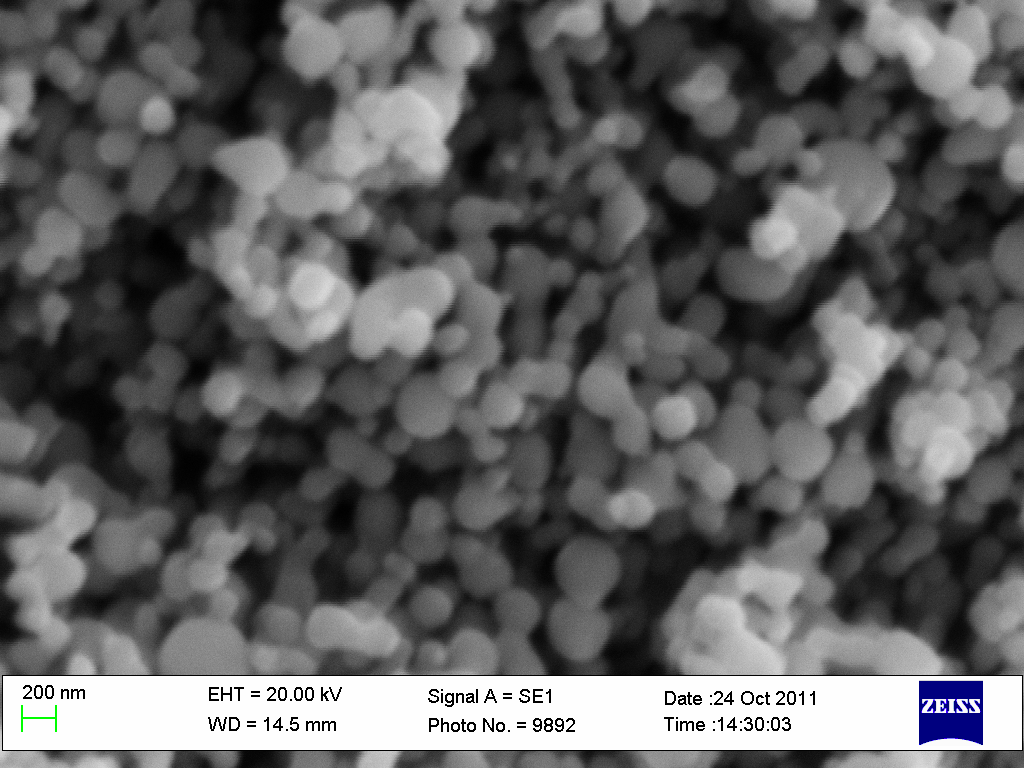 200 nm
EHT = 20.00 kV
WD = 14.5 mm
Signal A = SE1
Photo No. = 9892
Date :24 Oct 2011
Time :14:30:03
ZEISS